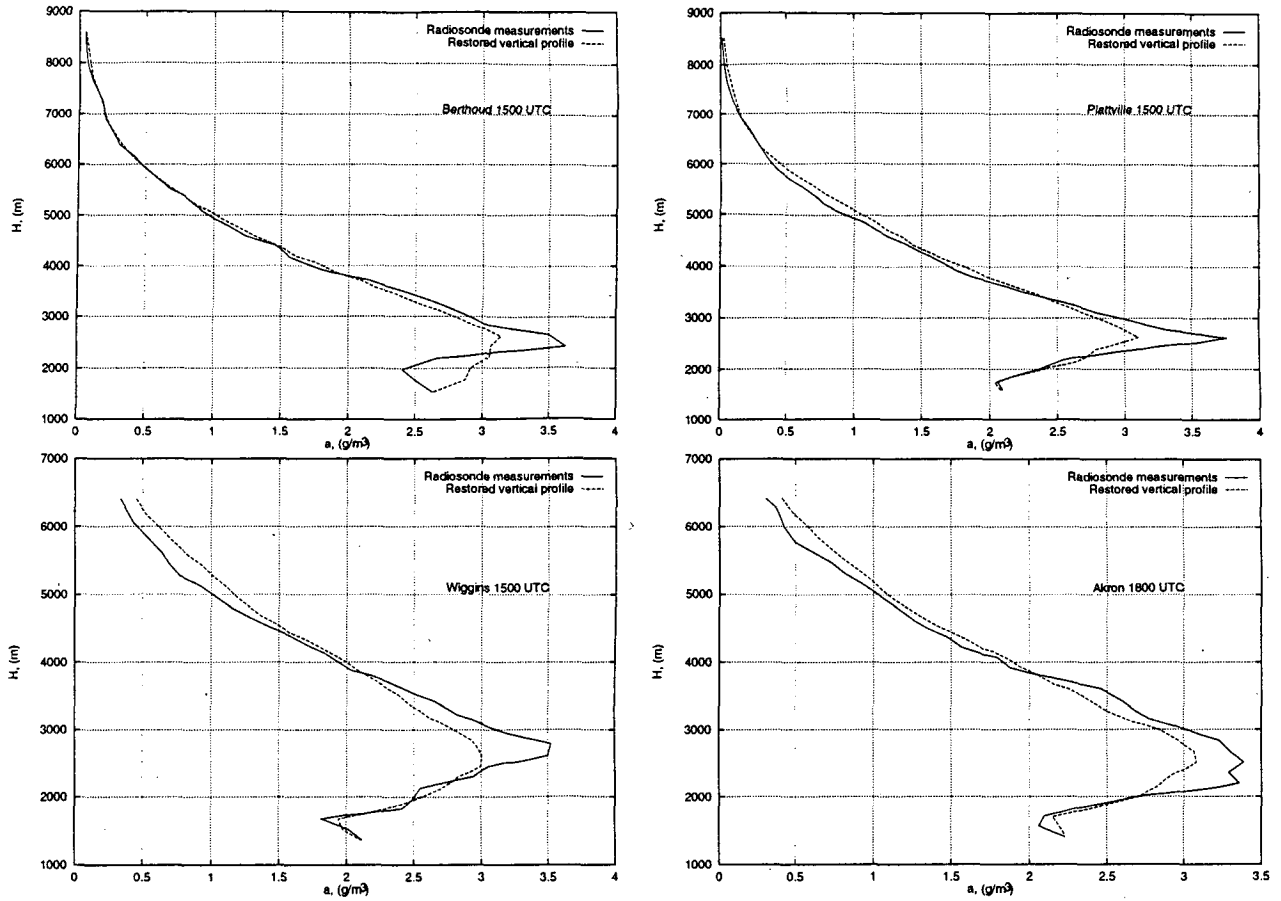 9000
8000
7000
6000
5000
4000
3000
2000
1000
H, (m)
0 0.5 1 1.5 2 2.5 3 3.5 4
a, (g/m³)
Radiosonde measurements
Restored vertical profile
Berthoud 1500 UTC
9000
8000
7000
6000
5000
4000
3000
2000
1000
H, (m)
0 0.5 1 1.5 2 2.5 3 3.5 4
a, (g/m³)
Radiosonde measurements
Restored vertical profile
Plattville 1500 UTC
7000
6000
5000
4000
3000
2000
1000
H, (m)
0 0.5 1 1.5 2 2.5 3 3.5 4
a, (g/m³)
Radiosonde measurements
Restored vertical profile
Wiggins 1500 UTC
7000
6000
5000
4000
3000
2000
1000
H, (m)
0 0.5 1 1.5 2 2.5 3 3.5
a, (g/m³)
Radiosonde measurements
Restored vertical profile
Akron 1800 UTC